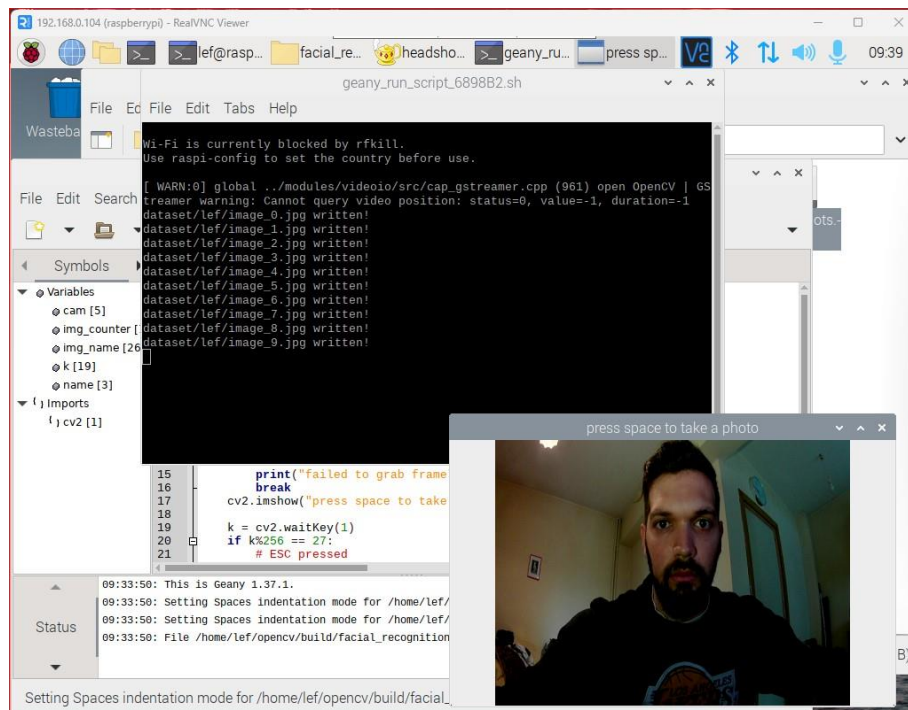 192.168.0.104 (raspberrypi) - RealVNC Viewer
lef@rasp... facial_re... headsho... geany_ru... press sp... 09:39
geany_run_script_6898B2.sh
Wasteba
File Ed File Edit Tabs Help
Wi-Fi is currently blocked by rfkill.
Use raspi-config to set the country before use.
[ WARN:0] global ../modules/videoio/src/cap_gstreamer.cpp (961) open OpenCV | GS
treamer warning: Cannot query video position: status=0, value=-1, duration=-1
dataset/lef/image_0.jpg written!
dataset/lef/image_1.jpg written!
dataset/lef/image_2.jpg written!
dataset/lef/image_3.jpg written!
dataset/lef/image_4.jpg written!
dataset/lef/image_5.jpg written!
dataset/lef/image_6.jpg written!
dataset/lef/image_7.jpg written!
dataset/lef/image_8.jpg written!
dataset/lef/image_9.jpg written!
File Edit Search
ots.-
Symbols
Variables
cam [5]
img_counter [
img_name [26
k [19]
name [3]
Imports
cv2 [1]
press space to take a photo
15 print("failed to grab frame
16 break
17 cv2.imshow("press space to take
18
19 k = cv2.waitKey(1)
20 if k%256 == 27:
21 # ESC pressed
Status
09:33:50: This is Geany 1.37.1.
09:33:50: Setting Spaces indentation mode for /home/lef/
09:33:50: Setting Spaces indentation mode for /home/lef/
09:33:50: File /home/lef/opencv/build/facial_recognition
B)
Setting Spaces indentation mode for /home/lef/opencv/build/facial_